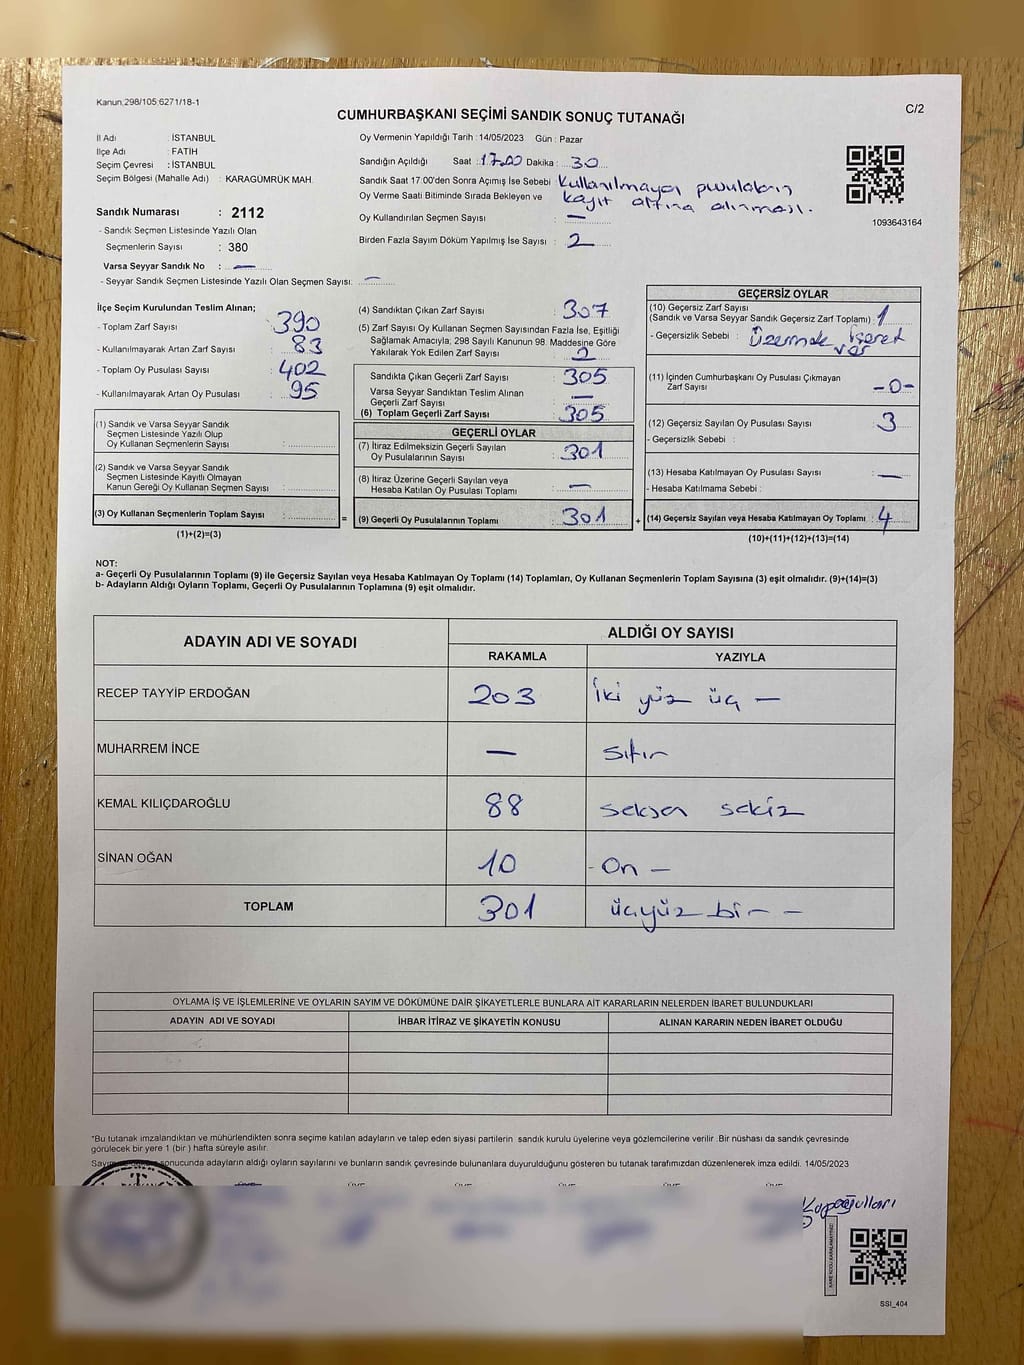 Kanun,298/105,6271/18-1
C/2
CUMHURBAŞKANI SEÇİMİ SANDIK SONUÇ TUTANAĞI
İl Adı : İSTANBUL
İlçe Adı : FATİH
Seçim Çevresi : İSTANBUL
Seçim Bölgesi (Mahalle Adı) : KARAGÜMRÜK MAH.
Sandık Numarası : 2112
- Sandık Seçmen Listesinde Yazılı Olan
Seçmenlerin Sayısı : 380
Varsa Seyyar Sandık No : —
- Seyyar Sandık Seçmen Listesinde Yazılı Olan Seçmen Sayısı: —
Oy Vermenin Yapıldığı Tarih : 14/05/2023 Gün : Pazar
Sandığın Açıldığı Saat : 17.00 Dakika : 30
Sandık Saat 17:00'den Sonra Açımış İse Sebebi : Kullanılmayan pusulaların
Oy Verme Saati Bitiminde Sırada Bekleyen ve kayıt altına alınması.
Oy Kullandırılan Seçmen Sayısı : —
Birden Fazla Sayım Döküm Yapılmış İse Sayısı : 2
1093643164
İlçe Seçim Kurulundan Teslim Alınan;
- Toplam Zarf Sayısı : 390
- Kullanılmayarak Artan Zarf Sayısı : 83
- Toplam Oy Pusulası Sayısı : 402
- Kullanılmayarak Artan Oy Pusulası : 95
(1) Sandık ve Varsa Seyyar Sandık
Seçmen Listesinde Yazılı Olup
Oy Kullanan Seçmenlerin Sayısı :
(2) Sandık ve Varsa Seyyar Sandık
Seçmen Listesinde Kayıtlı Olmayan
Kanun Gereği Oy Kullanan Seçmen Sayısı :
(3) Oy Kullanan Seçmenlerin Toplam Sayısı :
(1)+(2)=(3)
=
(4) Sandıktan Çıkan Zarf Sayısı : 307
(5) Zarf Sayısı Oy Kullanan Seçmen Sayısından Fazla İse, Eşitliği
Sağlamak Amacıyla; 298 Sayılı Kanunun 98. Maddesine Göre
Yakılarak Yok Edilen Zarf Sayısı : 2
Sandıkta Çıkan Geçerli Zarf Sayısı : 305
Varsa Seyyar Sandıktan Teslim Alınan
Geçerli Zarf Sayısı : —
(6) Toplam Geçerli Zarf Sayısı : 305
GEÇERLİ OYLAR
(7) İtiraz Edilmeksizin Geçerli Sayılan
Oy Pusulalarının Sayısı : 301
(8) İtiraz Üzerine Geçerli Sayılan veya
Hesaba Katılan Oy Pusulası Toplamı : —
(9) Geçerli Oy Pusulalarının Toplamı : 301
+
GEÇERSİZ OYLAR
(10) Geçersiz Zarf Sayısı
(Sandık ve Varsa Seyyar Sandık Geçersiz Zarf Toplamı) : 1
- Geçersizlik Sebebi : üzerinde işaret
var
(11) İçinden Cumhurbaşkanı Oy Pusulası Çıkmayan
Zarf Sayısı : -0-
(12) Geçersiz Sayılan Oy Pusulası Sayısı : 3
- Geçersizlik Sebebi :
(13) Hesaba Katılmayan Oy Pusulası Sayısı : —
- Hesaba Katılmama Sebebi :
(14) Geçersiz Sayılan veya Hesaba Katılmayan Oy Toplamı : 4
(10)+(11)+(12)+(13)=(14)
NOT:
a- Geçerli Oy Pusulalarının Toplamı (9) ile Geçersiz Sayılan veya Hesaba Katılmayan Oy Toplamı (14) Toplamları, Oy Kullanan Seçmenlerin Toplam Sayısına (3) eşit olmalıdır. (9)+(14)=(3)
b- Adayların Aldığı Oyların Toplamı, Geçerli Oy Pusulalarının Toplamına (9) eşit olmalıdır.
ADAYIN ADI VE SOYADI
ALDIĞI OY SAYISI
RAKAMLA YAZIYLA
RECEP TAYYİP ERDOĞAN 203 İki yüz üç —
MUHARREM İNCE — sıfır
KEMAL KILIÇDAROĞLU 88 seksen sekiz
SİNAN OĞAN 10 - On —
TOPLAM 301 üçyüz bir - -
OYLAMA İŞ VE İŞLEMLERİNE VE OYLARIN SAYIM VE DÖKÜMÜNE DAİR ŞİKAYETLERLE BUNLARA AİT KARARLARIN NELERDEN İBARET BULUNDUKLARI
ADAYIN ADI VE SOYADI İHBAR İTİRAZ VE ŞİKAYETİN KONUSU ALINAN KARARIN NEDEN İBARET OLDUĞU
*Bu tutanak imzalandıktan ve mühürlendikten sonra seçime katılan adayların ve talep eden siyasi partilerin sandık kurulu üyelerine veya gözlemcilerine verilir .Bir nüshası da sandık çevresinde
görülecek bir yere 1 (bir ) hafta süreyle asılır.
Sayım sonucunda adayların aldığı oyların sayılarını ve bunların sandık çevresinde bulunanlara duyurulduğunu gösteren bu tutanak tarafımızdan düzenlenerek imza edildi. 14/05/2023
SSI_404